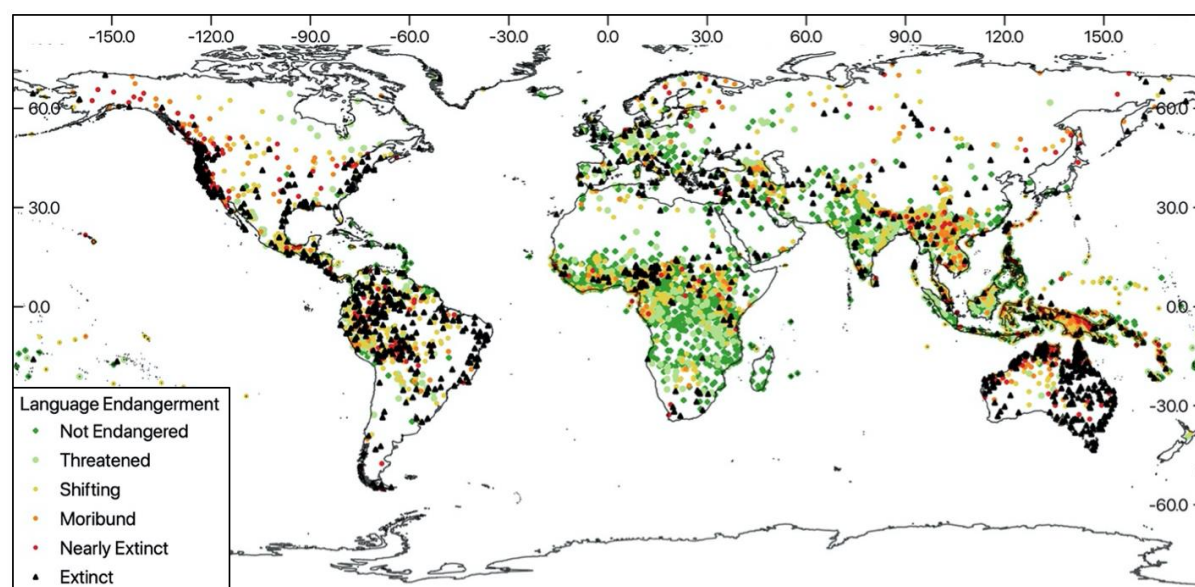 -150.0 -120.0 -90.0 -60.0 -30.0 0.0 30.0 60.0 90.0 120.0 150.0
60.0 60.0
30.0 30.0
0.0 0.0
-30.0
-60.0
Language Endangerment
Not Endangered
Threatened
Shifting
Moribund
Nearly Extinct
Extinct